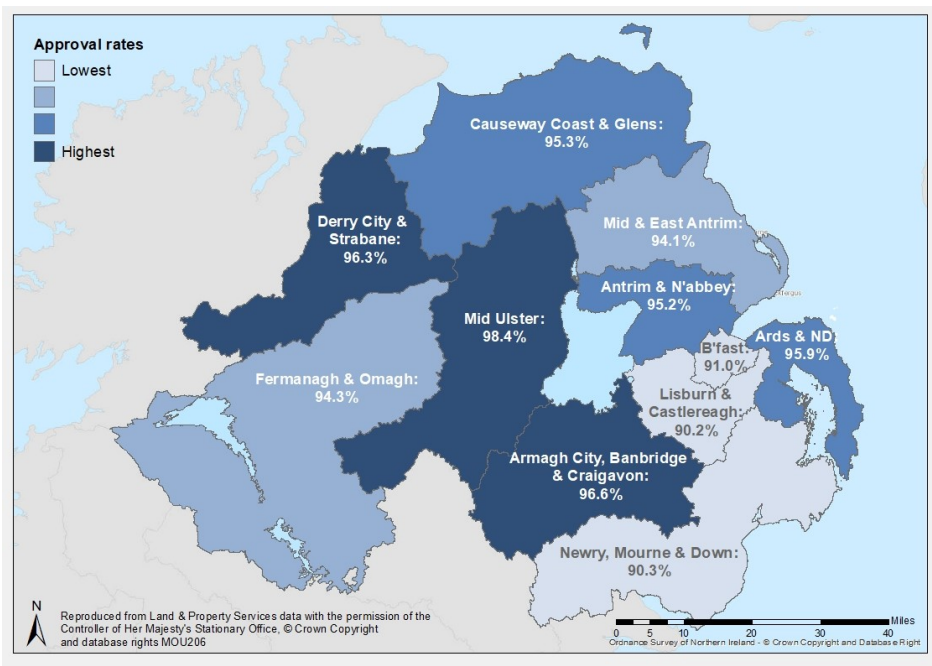 Approval rates
Lowest
Highest
Causeway Coast & Glens:
95.3%
Derry City &
Strabane:
96.3%
Mid & East Antrim:
94.1%
Antrim & N'abbey:
95.2%
Mid Ulster:
98.4%
B'fast:
91.0%
Ards & ND:
95.9%
Fermanagh & Omagh:
94.3%
Lisburn &
Castlereagh:
90.2%
Armagh City, Banbridge
& Craigavon:
96.6%
Newry, Mourne & Down:
90.3%
N
Reproduced from Land & Property Services data with the permission of the
Controller of Her Majesty's Stationary Office, © Crown Copyright
and database rights MOU206
Miles
0 5 10 20 30 40
Ordnance Survey of Northern Ireland - © Crown Copyright and Database Right